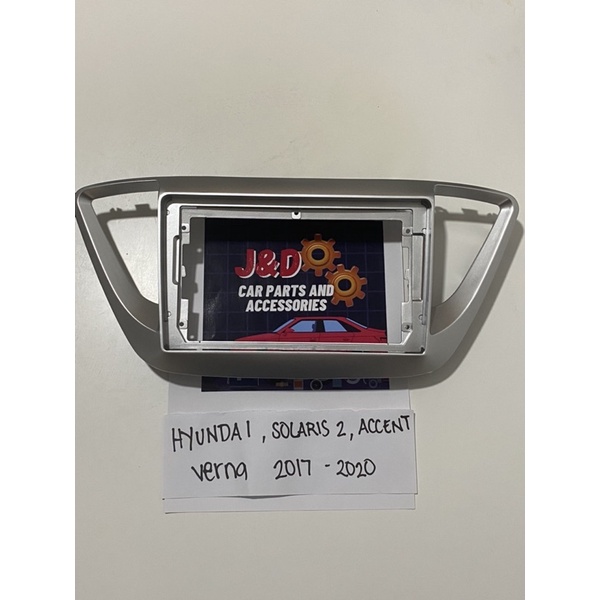 J&D
CAR PARTS AND
ACCESSORIES
HYUNDAI, SOLARIS 2, ACCENT
Verna 2017 - 2020